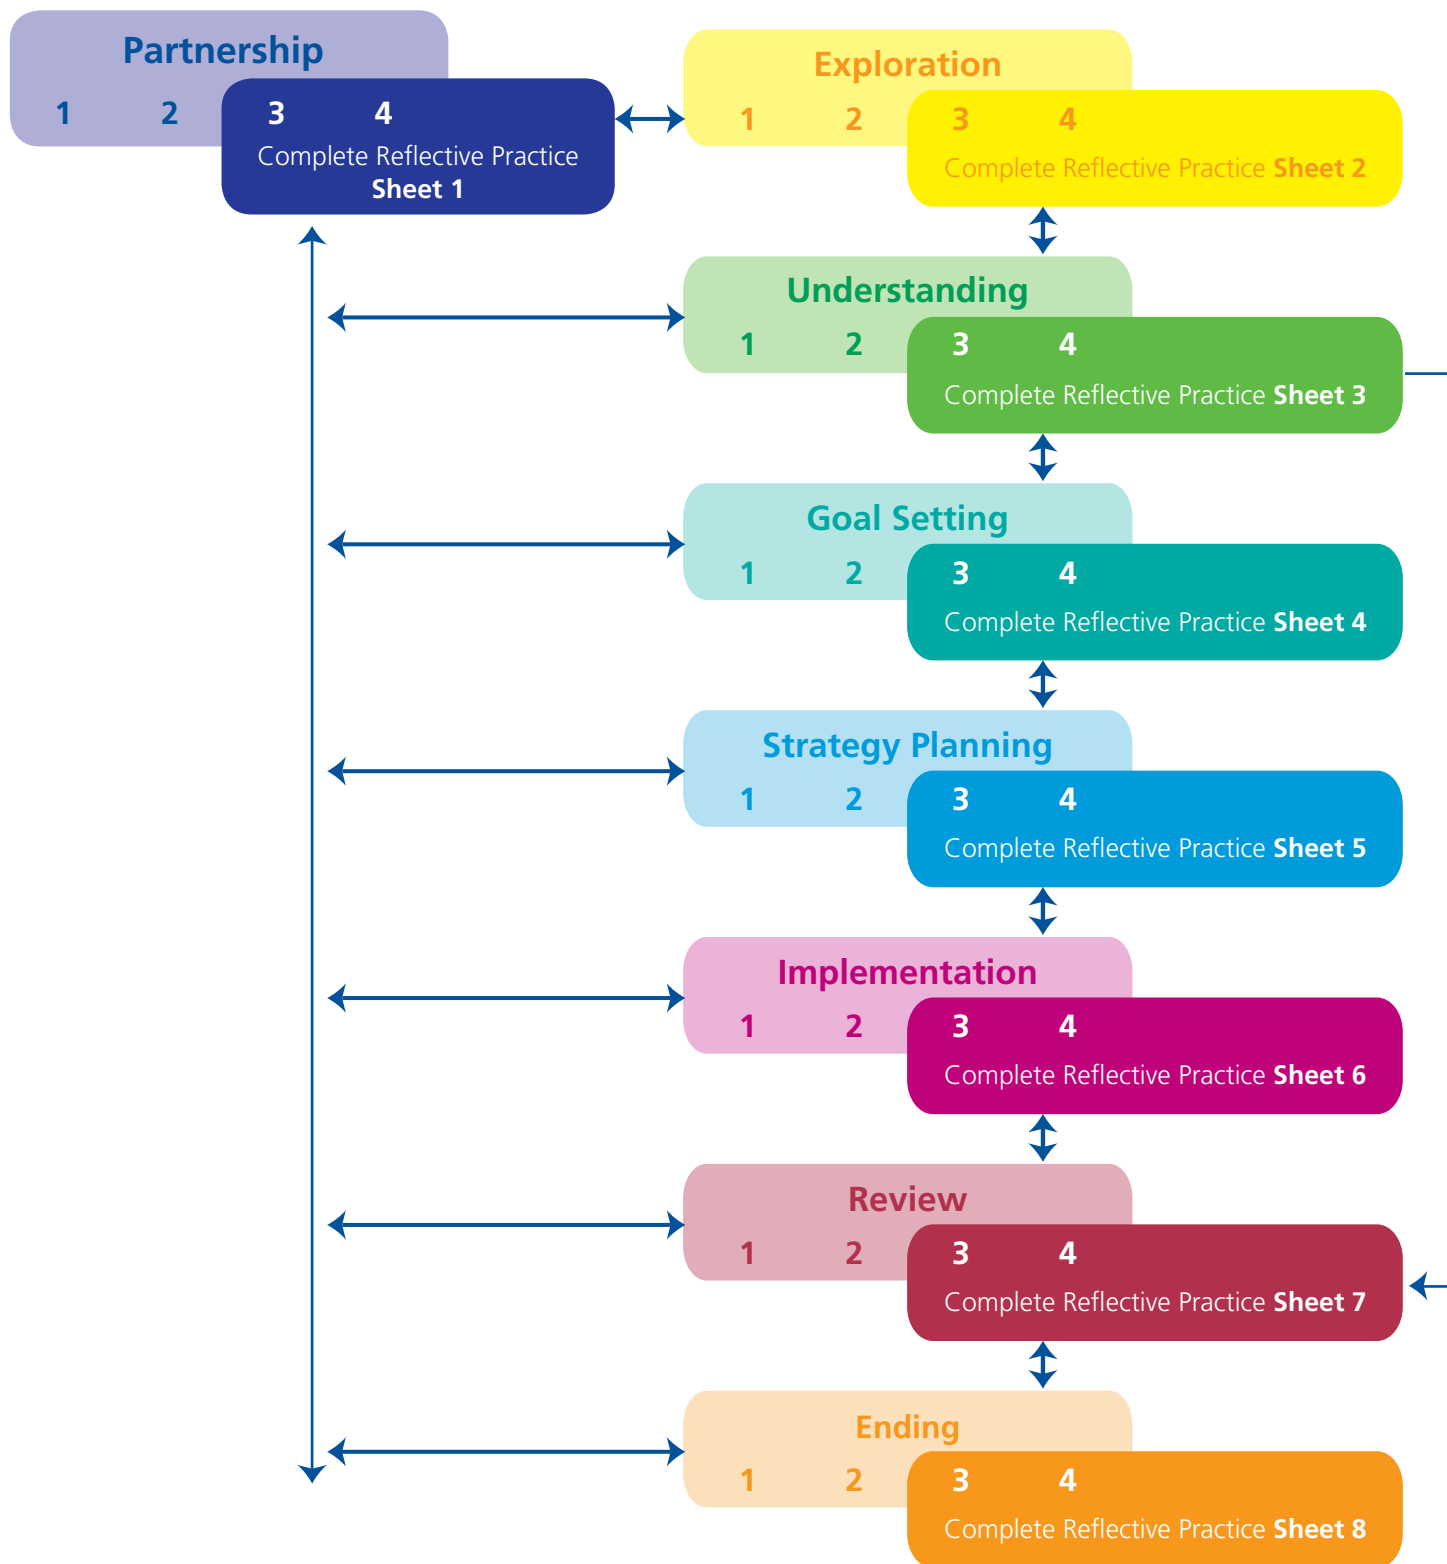 Partnership
1 2 3 4
Complete Reflective Practice
Sheet 1
Exploration
1 2 3 4
Complete Reflective Practice Sheet 2
Understanding
1 2 3 4
Complete Reflective Practice Sheet 3
Goal Setting
1 2 3 4
Complete Reflective Practice Sheet 4
Strategy Planning
1 2 3 4
Complete Reflective Practice Sheet 5
Implementation
1 2 3 4
Complete Reflective Practice Sheet 6
Review
1 2 3 4
Complete Reflective Practice Sheet 7
Ending
1 2 3 4
Complete Reflective Practice Sheet 8